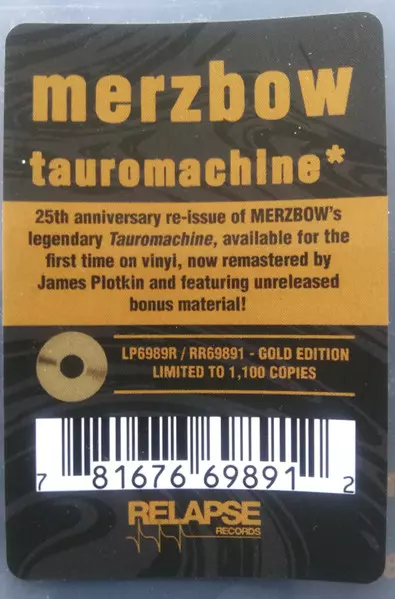 merzbow
tauromachine*
25th anniversary re-issue of MERZBOW's
legendary Tauromachine, available for the
first time on vinyl, now remastered by
James Plotkin and featuring unreleased
bonus material!
LP6989R / RR69891 - GOLD EDITION
LIMITED TO 1,100 COPIES
7 81676 69891 2
RELAPSE
RECORDS